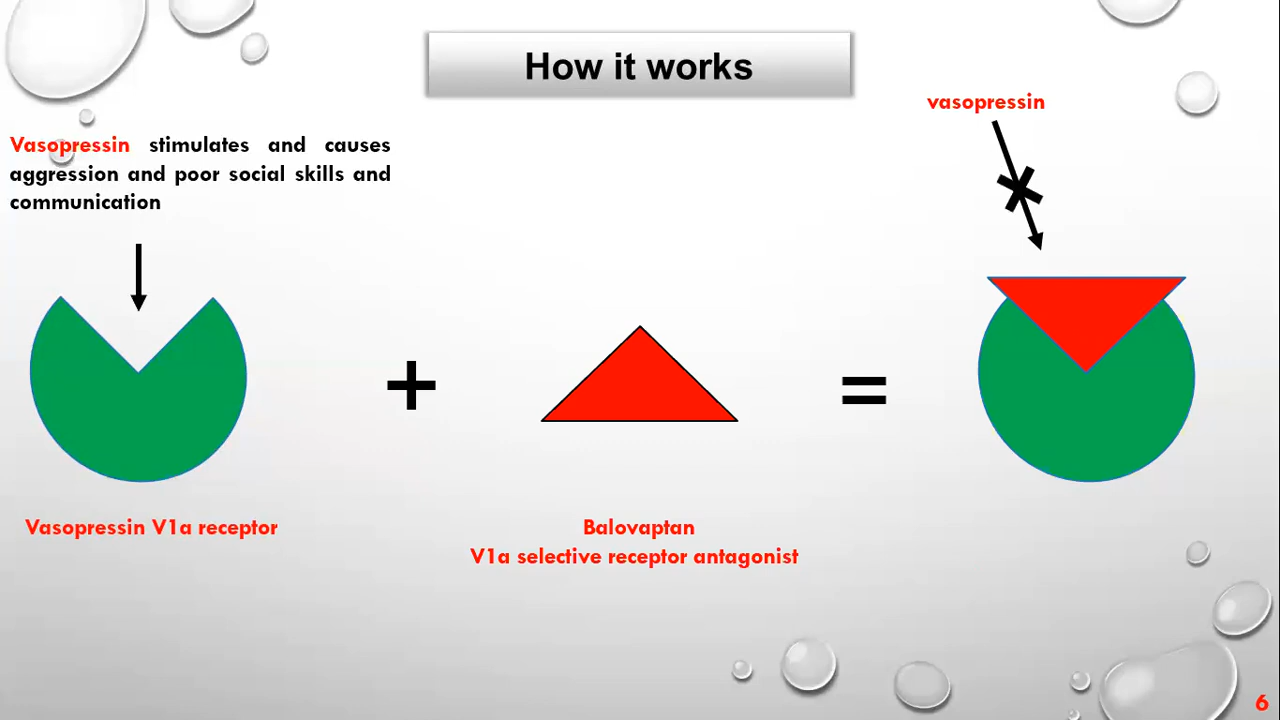 How it works
vasopressin
Vasopressin stimulates and causes
aggression and poor social skills and
communication
+
=
Vasopressin V1a receptor
Balovaptan
V1a selective receptor antagonist
6